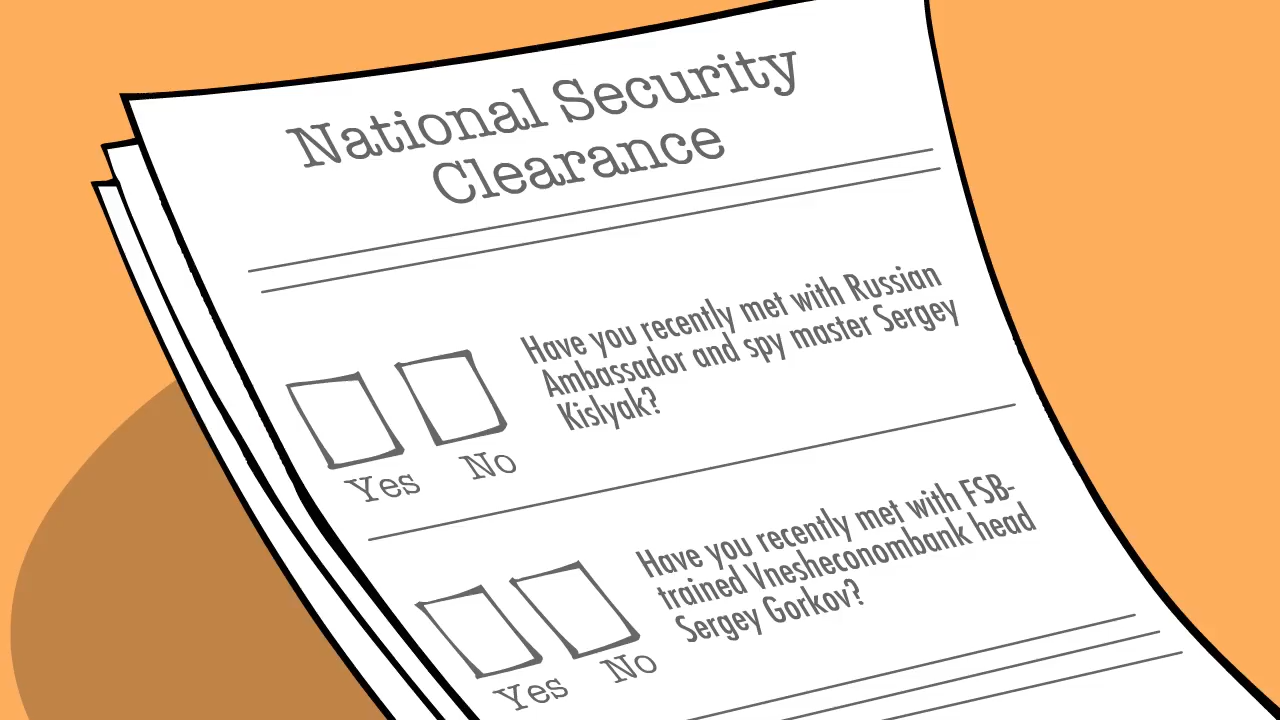 National Security
Clearance
Have you recently met with Russian
Ambassador and spy master Sergey
Kislyak?
Yes No
Have you recently met with FSB-
trained Vnesheconombank head
Sergey Gorkov?
Yes No